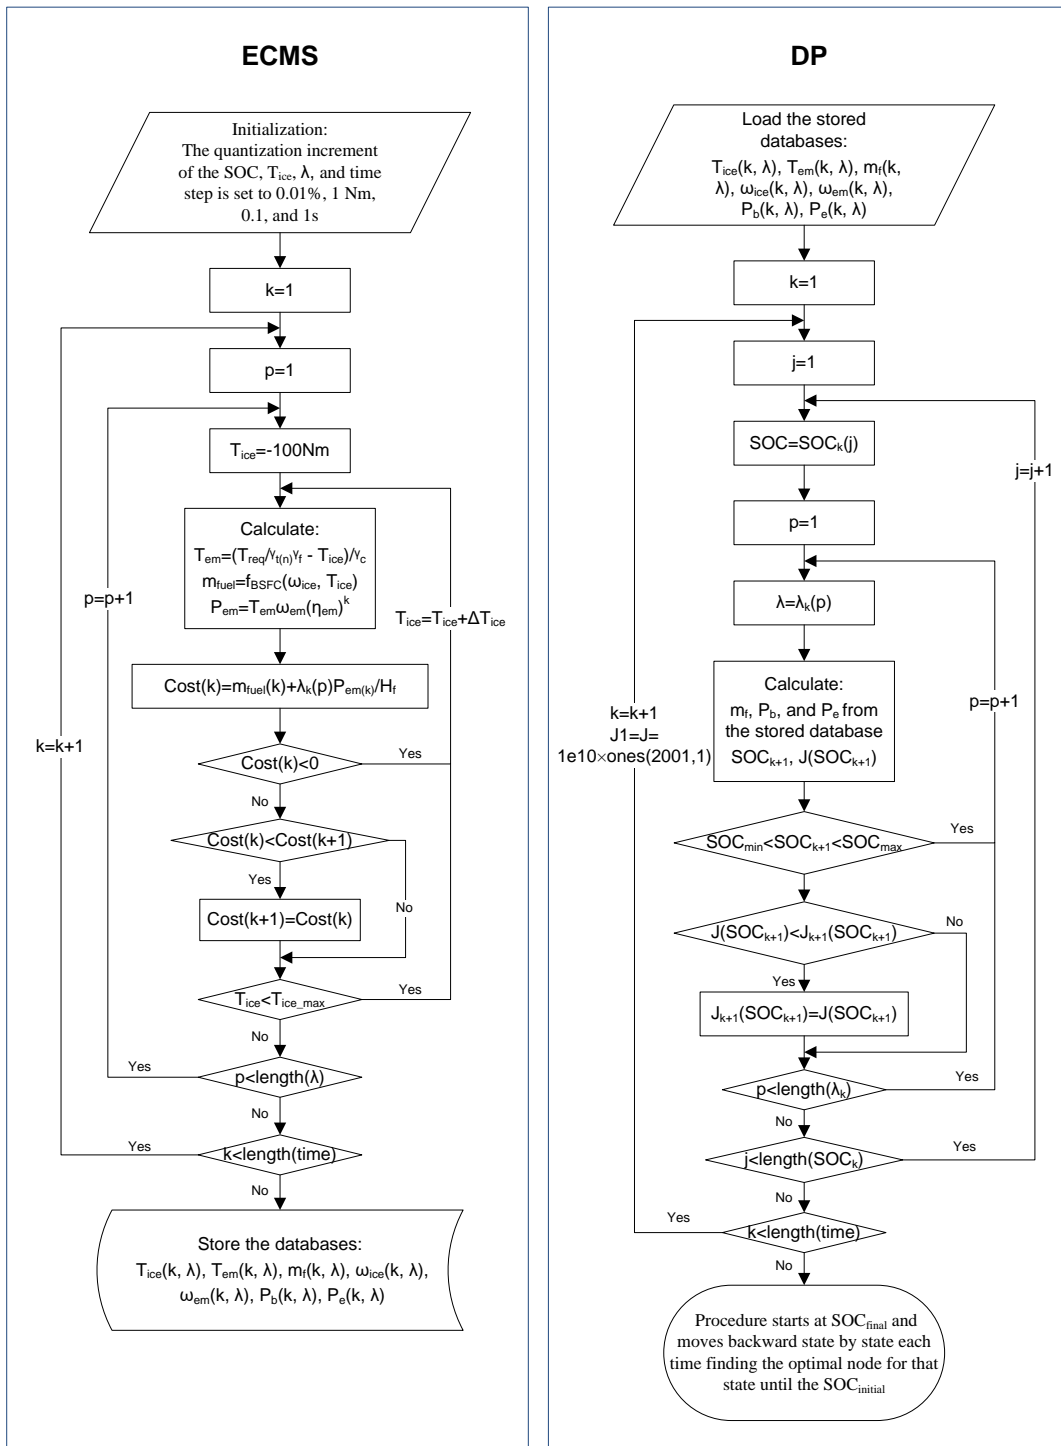 ECMS
Initialization:
The quantization increment
of the SOC, T_ice, λ, and time
step is set to 0.01%, 1 Nm,
0.1, and 1s
k=1
p=1
T_ice=-100Nm
Calculate:
T_em=(T_req/γ_t(n)γ_f - T_ice)/γ_c
m_fuel=f_BSFC(ω_ice, T_ice)
P_em=T_emω_em(η_em)^k
T_ice=T_ice+ΔT_ice
p=p+1
Cost(k)=m_fuel(k)+λ_k(p)P_em(k)/H_f
k=k+1
Cost(k)<0
Yes
No
Cost(k)<Cost(k+1)
Yes
No
Cost(k+1)=Cost(k)
T_ice<T_ice_max
Yes
No
p<length(λ)
Yes
No
k<length(time)
Yes
No
Store the databases:
T_ice(k, λ), T_em(k, λ), m_f(k, λ), ω_ice(k, λ),
ω_em(k, λ), P_b(k, λ), P_e(k, λ)
DP
Load the stored
databases:
T_ice(k, λ), T_em(k, λ), m_f(k,
λ), ω_ice(k, λ), ω_em(k, λ),
P_b(k, λ), P_e(k, λ)
k=1
j=1
SOC=SOC_k(j)
j=j+1
p=1
λ=λ_k(p)
Calculate:
m_f, P_b, and P_e from
the stored database
SOC_k+1, J(SOC_k+1)
p=p+1
k=k+1
J1=J=
1e10×ones(2001,1)
SOC_min<SOC_k+1<SOC_max
Yes
J(SOC_k+1)<J_k+1(SOC_k+1)
No
Yes
J_k+1(SOC_k+1)=J(SOC_k+1)
p<length(λ_k)
Yes
No
j<length(SOC_k)
Yes
No
k<length(time)
Yes
No
Procedure starts at SOC_final and
moves backward state by state each
time finding the optimal node for that
state until the SOC_initial